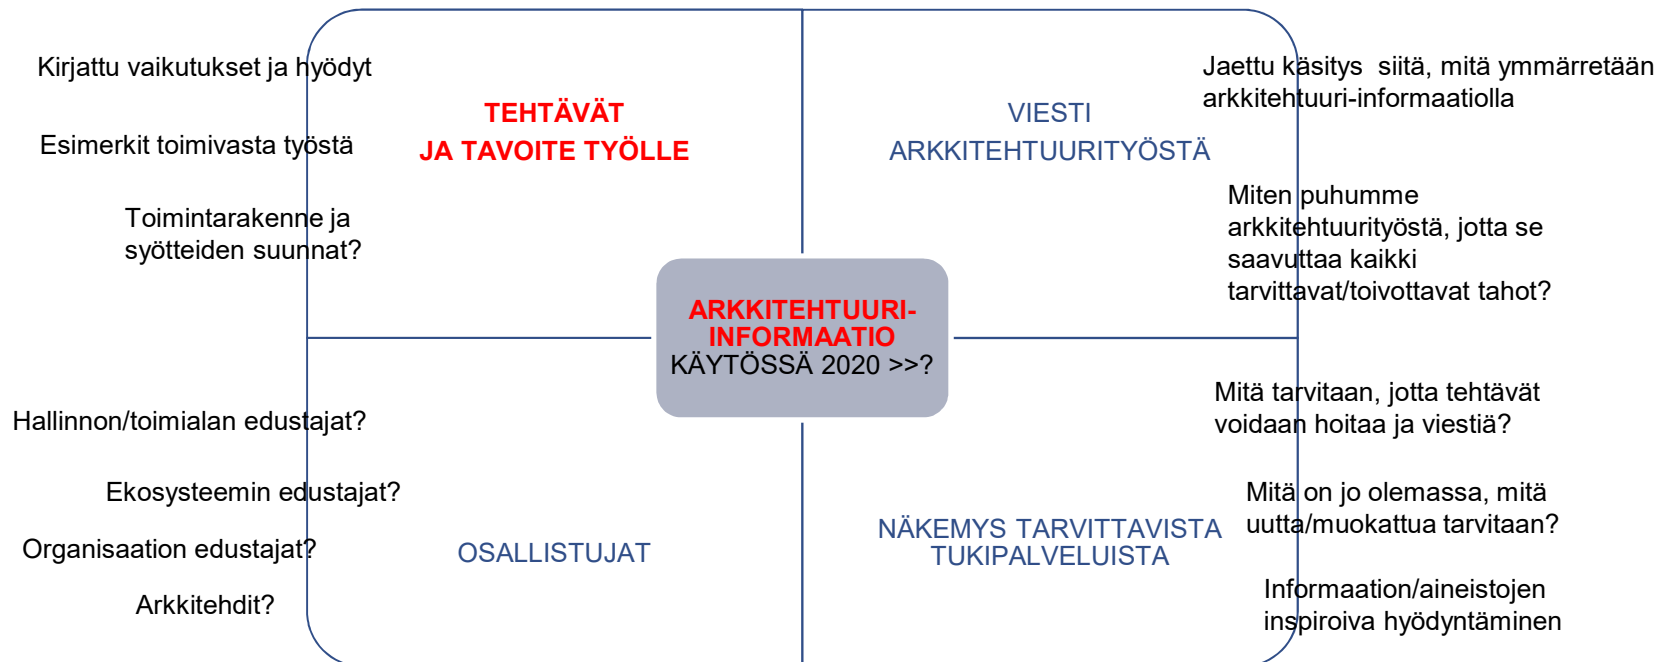 Kirjattu vaikutukset ja hyödyt
Esimerkit toimivasta työstä
Toimintarakenne ja
syötteiden suunnat?
TEHTÄVÄT
JA TAVOITE TYÖLLE
VIESTI
ARKKITEHTUURITYÖSTÄ
Jaettu käsitys siitä, mitä ymmärretään
arkkitehtuuri-informaatiolla
Miten puhumme
arkkitehtuurityöstä, jotta se
saavuttaa kaikki
tarvittavat/toivottavat tahot?
ARKKITEHTUURI-
INFORMAATIO
KÄYTÖSSÄ 2020 >>?
Hallinnon/toimialan edustajat?
Ekosysteemin edustajat?
Organisaation edustajat?
Arkkitehdit?
OSALLISTUJAT
NÄKEMYS TARVITTAVISTA
TUKIPALVELUISTA
Mitä tarvitaan, jotta tehtävät
voidaan hoitaa ja viestiä?
Mitä on jo olemassa, mitä
uutta/muokattua tarvitaan?
Informaation/aineistojen
inspiroiva hyödyntäminen